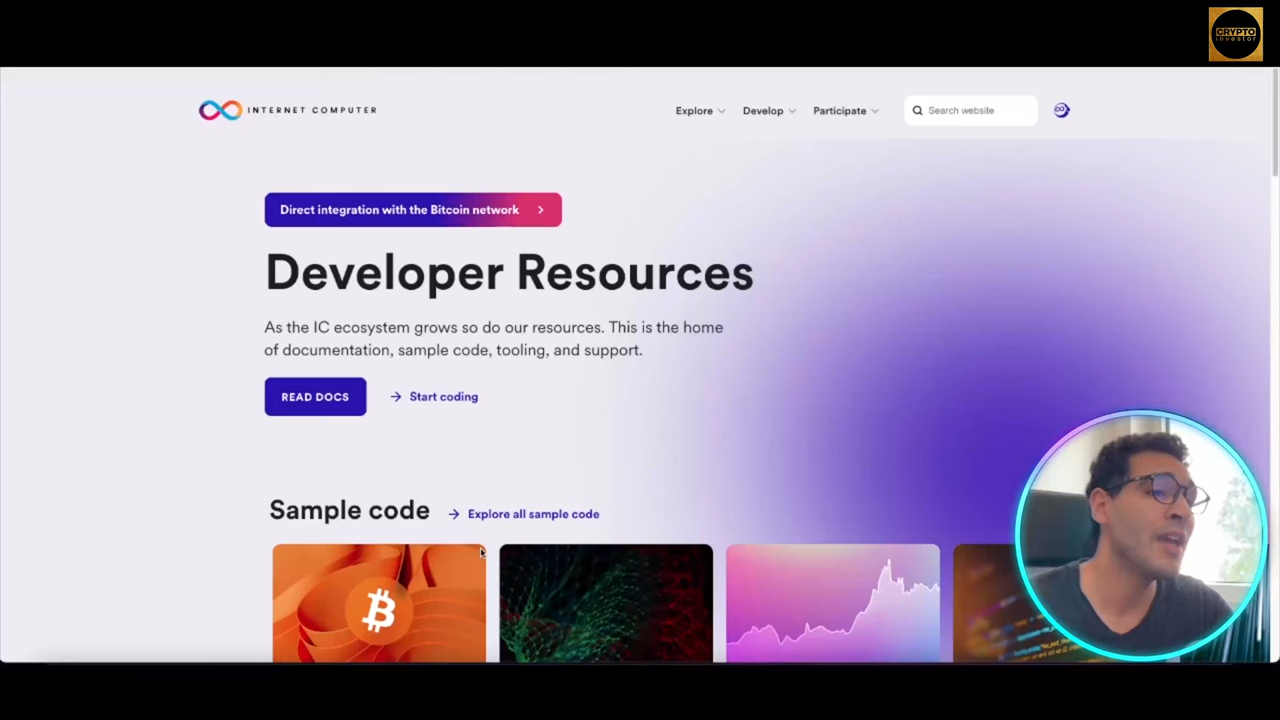 CRYPTO
investor
INTERNET COMPUTER
Explore
Develop
Participate
Search website
Direct integration with the Bitcoin network
Developer Resources
As the IC ecosystem grows so do our resources. This is the home
of documentation, sample code, tooling, and support.
READ DOCS
Start coding
Sample code
Explore all sample code